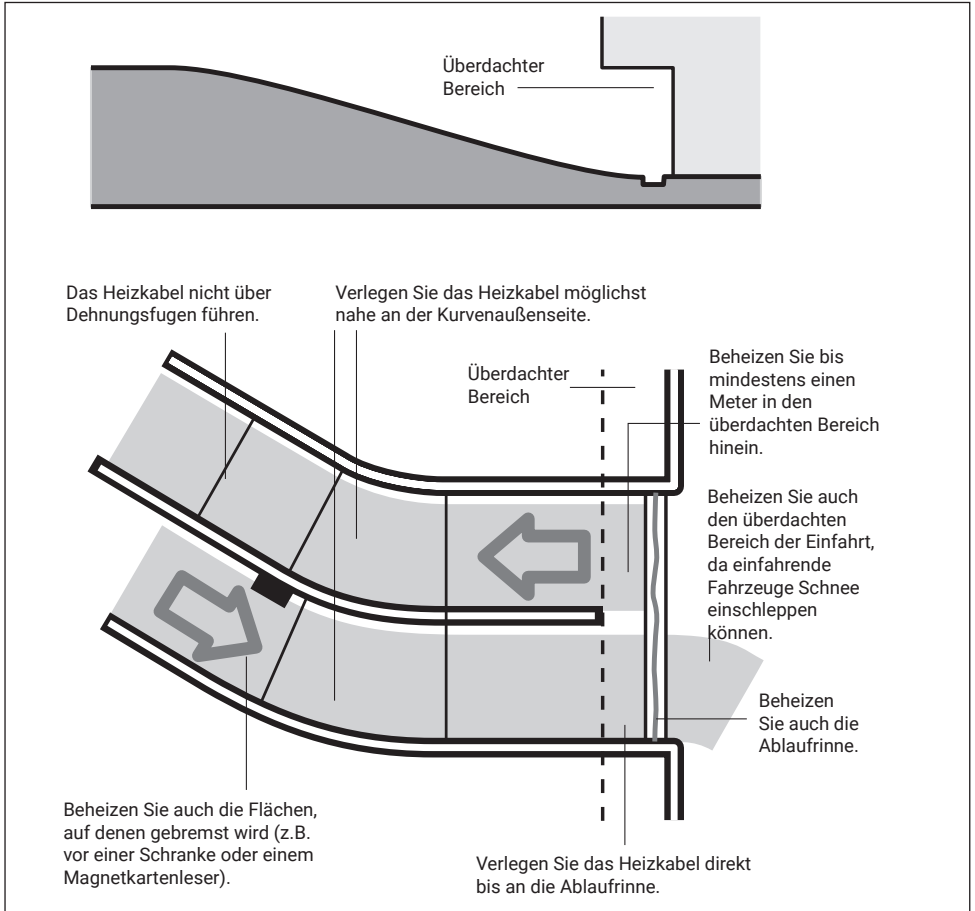 Überdachter
Bereich
Das Heizkabel nicht über
Dehnungsfugen führen.
Verlegen Sie das Heizkabel möglichst
nahe an der Kurvenaußenseite.
Überdachter
Bereich
Beheizen Sie bis
mindestens einen
Meter in den
überdachten Bereich
hinein.
Beheizen Sie auch
den überdachten
Bereich der Einfahrt,
da einfahrende
Fahrzeuge Schnee
einschleppen
können.
Beheizen
Sie auch die
Ablaufrinne.
Beheizen Sie auch die Flächen,
auf denen gebremst wird (z.B.
vor einer Schranke oder einem
Magnetkartenleser).
Verlegen Sie das Heizkabel direkt
bis an die Ablaufrinne.